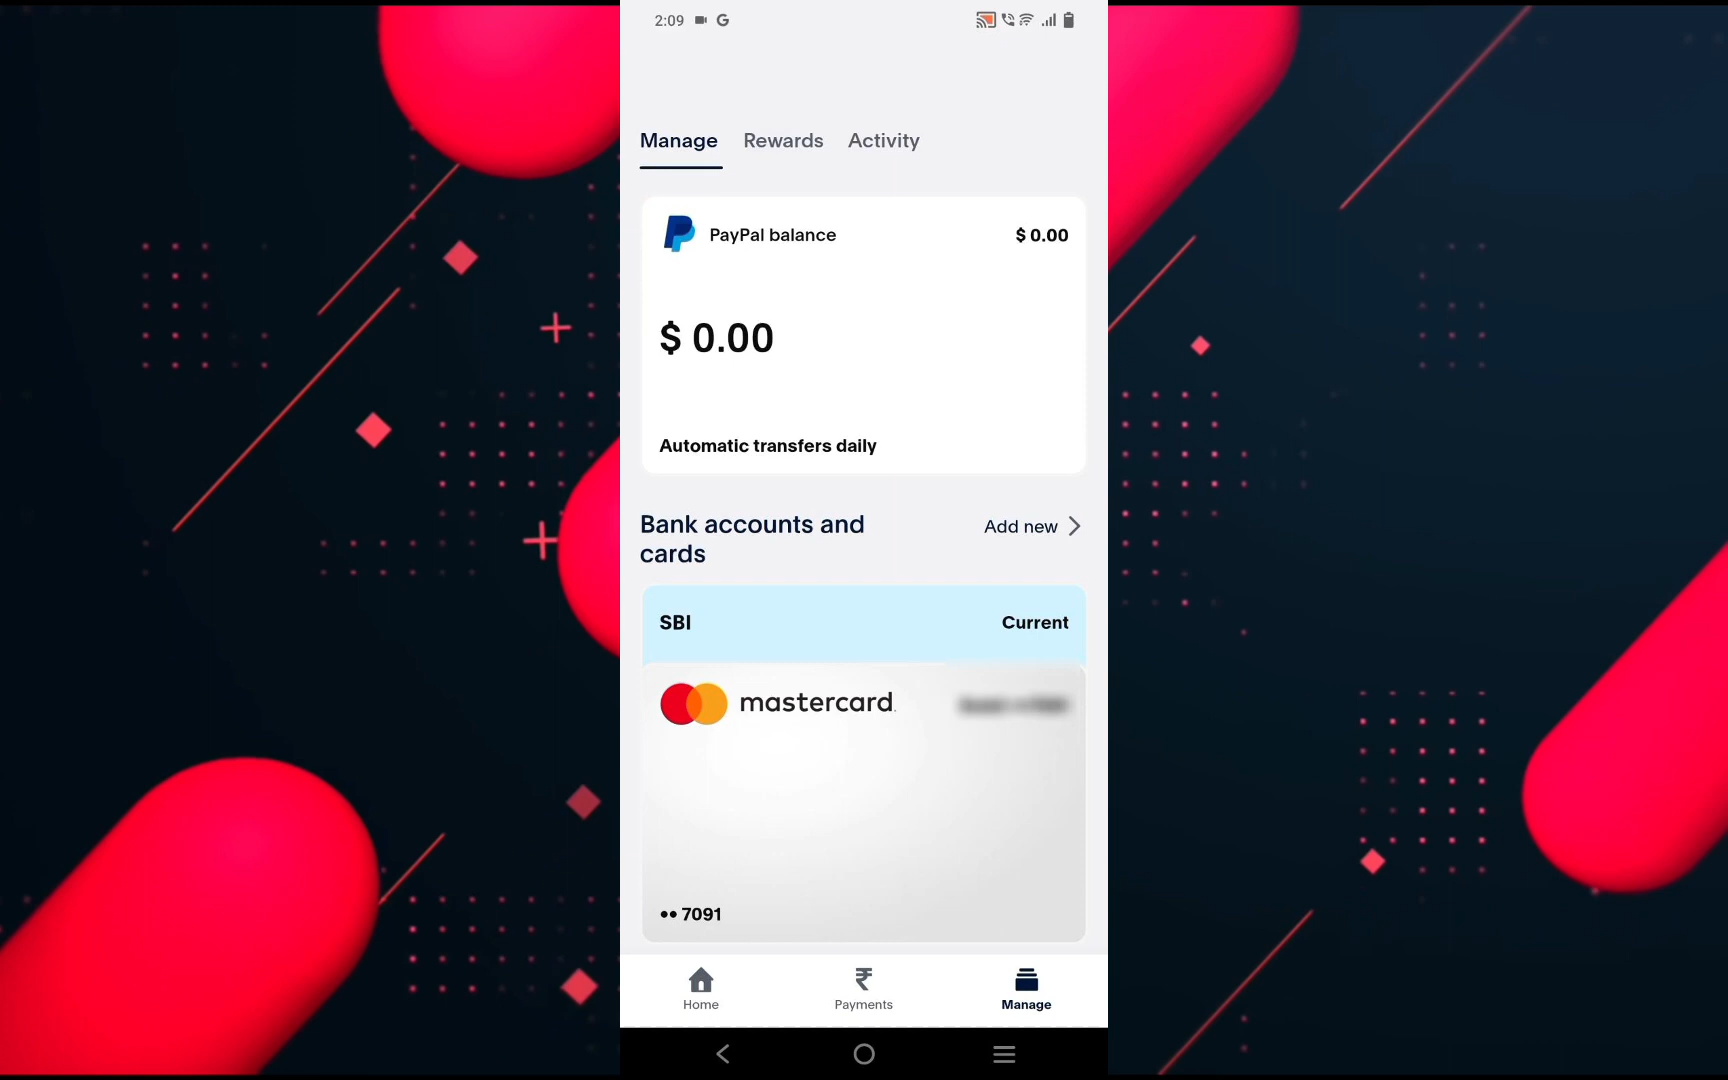 2:09
Manage Rewards Activity
PayPal balance $ 0.00
$ 0.00
Automatic transfers daily
Bank accounts and
cards
Add new
SBI Current
mastercard.
•• 7091
Home Payments Manage